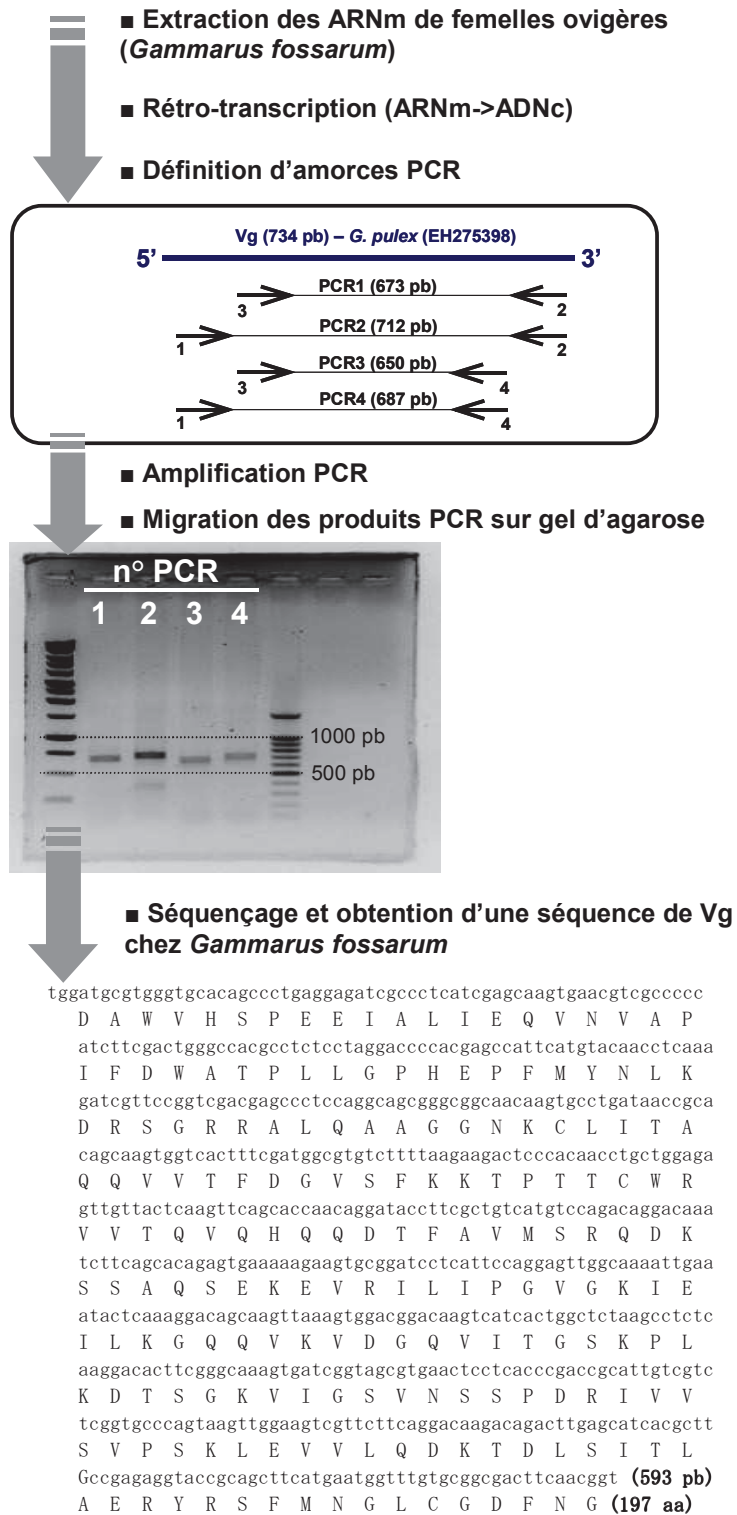 ■ Extraction des ARNm de femelles ovigères
(Gammarus fossarum)
■ Rétro-transcription (ARNm->ADNc)
■ Définition d'amorces PCR
Vg (734 pb) – G. pulex (EH275398)
5' 3'
PCR1 (673 pb)
3 2
PCR2 (712 pb)
1 2
PCR3 (650 pb)
3 4
PCR4 (687 pb)
1 4
■ Amplification PCR
■ Migration des produits PCR sur gel d'agarose
n° PCR
1 2 3 4
1000 pb
500 pb
■ Séquençage et obtention d'une séquence de Vg
chez Gammarus fossarum
tggatgcgtgggtgcacagccctgaggagatcgccctcatcgagcaagtgaacgtcgccccc
D A W V H S P E E I A L I E Q V N V A P
atcttcgactgggccacgcctctcctaggaccccacgagccattcatgtacaacctcaaa
I F D W A T P L L G P H E P F M Y N L K
gatcgttccggtcgacgagccctccaggcagcgggcggcaacaagtgcctgataaccgca
D R S G R R A L Q A A G G N K C L I T A
cagcaagtggtcactttcgatggcgtgtcttttaagaagactcccacaacctgctggaga
Q Q V V T F D G V S F K K T P T T C W R
gttgttactcaagttcagcaccaacaggataccttcgctgtcatgtccagacaggacaaa
V V T Q V Q H Q Q D T F A V M S R Q D K
tcttcagcacagagtgaaaaagaagtgcggatcctcattccaggagttggcaaaattgaa
S S A Q S E K E V R I L I P G V G K I E
atactcaaaggacagcaagttaaagtggacggacaagtcatcactggctctaagcctctc
I L K G Q Q V K V D G Q V I T G S K P L
aaggacacttcgggcaaagtgatcggtagcgtgaactcctcacccgaccgcattgtcgtc
K D T S G K V I G S V N S S P D R I V V
tcggtgcccagtaagttggaagtcgttcttcaggacaagacagacttgagcatcacgctt
S V P S K L E V V L Q D K T D L S I T L
Gccgagaggtaccgcagcttcatgaatggtttgtgcggcgacttcaacggt (593 pb)
A E R Y R S F M N G L C G D F N G (197 aa)